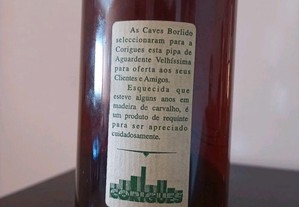 As Caves Borlido
seleccionaram para a
Corigues esta pipa de
Aguardente Velhíssima
para oferta aos seus
Clientes e Amigos.
Esquecida que
esteve alguns anos em
madeira de carvalho, é
um produto de requinte
para ser apreciado
cuidadosamente.
CORIGUES